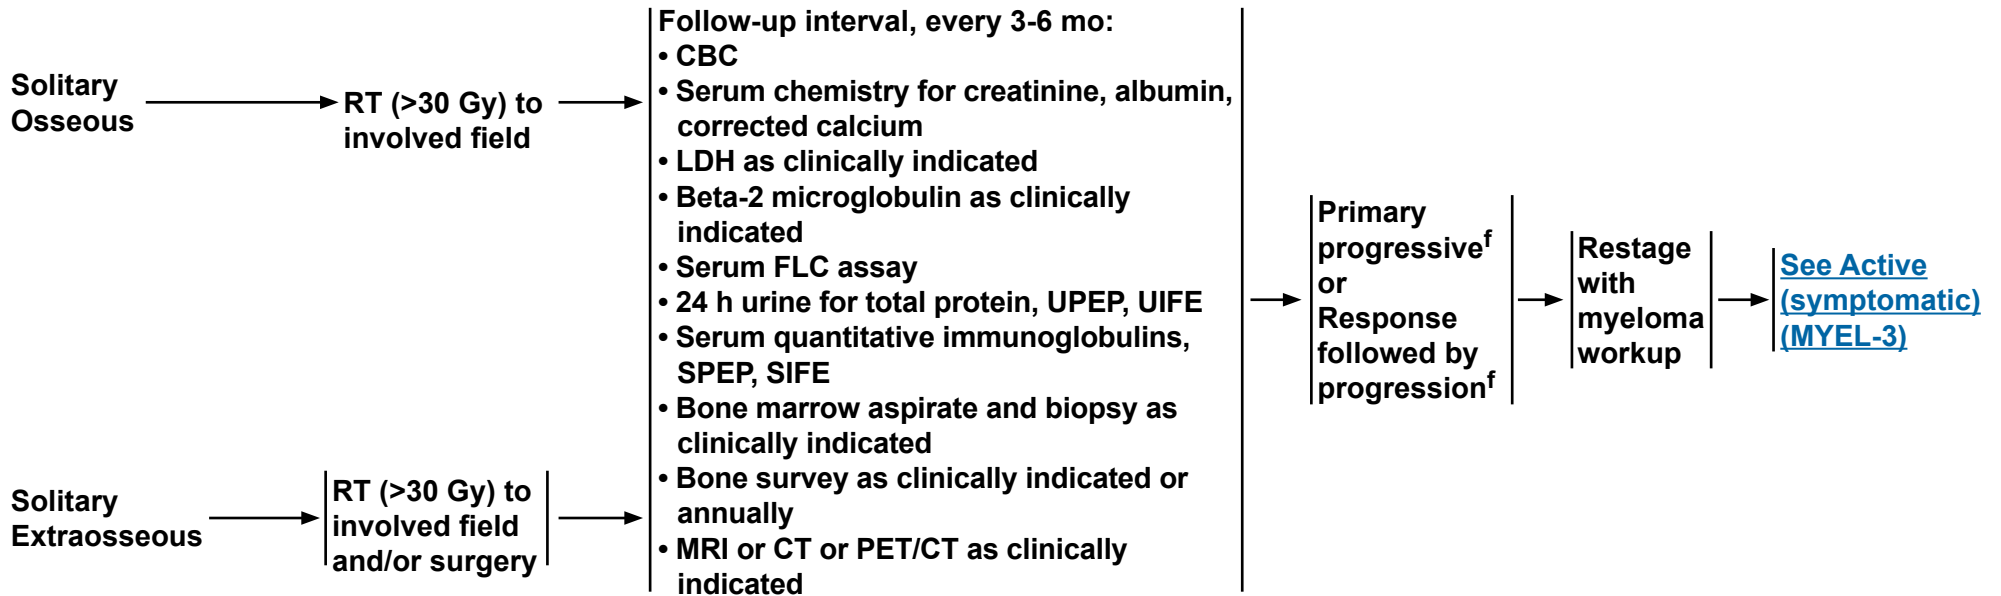 Solitary
Osseous
RT (>30 Gy) to
involved field
Solitary
Extraosseous
RT (>30 Gy) to
involved field
and/or surgery
Follow-up interval, every 3-6 mo:
• CBC
• Serum chemistry for creatinine, albumin,
corrected calcium
• LDH as clinically indicated
• Beta-2 microglobulin as clinically
indicated
• Serum FLC assay
• 24 h urine for total protein, UPEP, UIFE
• Serum quantitative immunoglobulins,
SPEP, SIFE
• Bone marrow aspirate and biopsy as
clinically indicated
• Bone survey as clinically indicated or
annually
• MRI or CT or PET/CT as clinically
indicated
Primary
progressiveᶠ
or
Response
followed by
progressionᶠ
Restage
with
myeloma
workup
See Active
(symptomatic)
(MYEL-3)